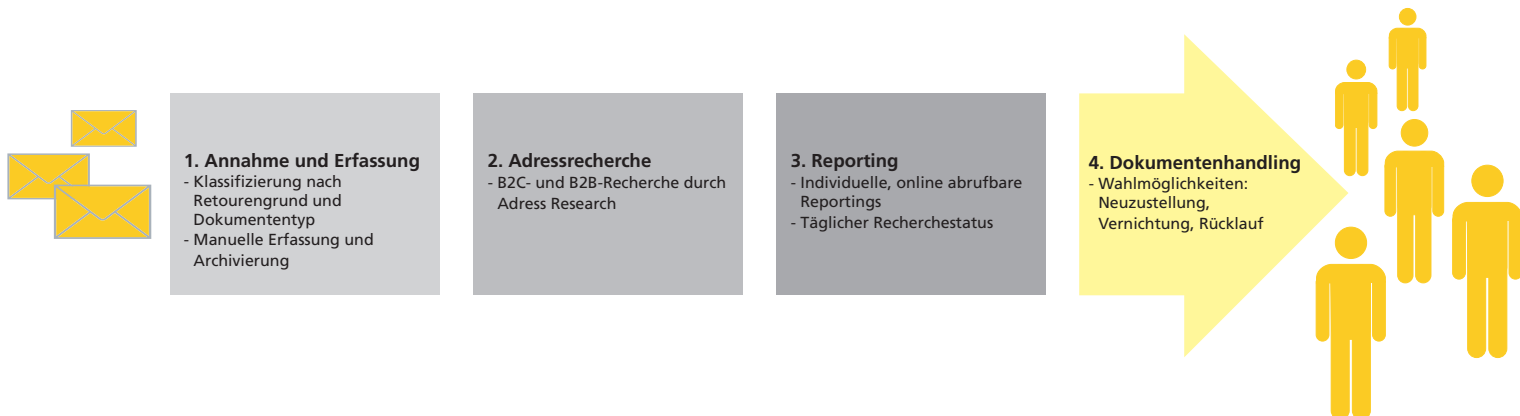 1. Annahme und Erfassung
- Klassifizierung nach
Retourengrund und
Dokumententyp
- Manuelle Erfassung und
Archivierung
2. Adressrecherche
- B2C- und B2B-Recherche durch
Adress Research
3. Reporting
- Individuelle, online abrufbare
Reportings
- Täglicher Recherchestatus
4. Dokumentenhandling
- Wahlmöglichkeiten:
Neuzustellung,
Vernichtung, Rücklauf